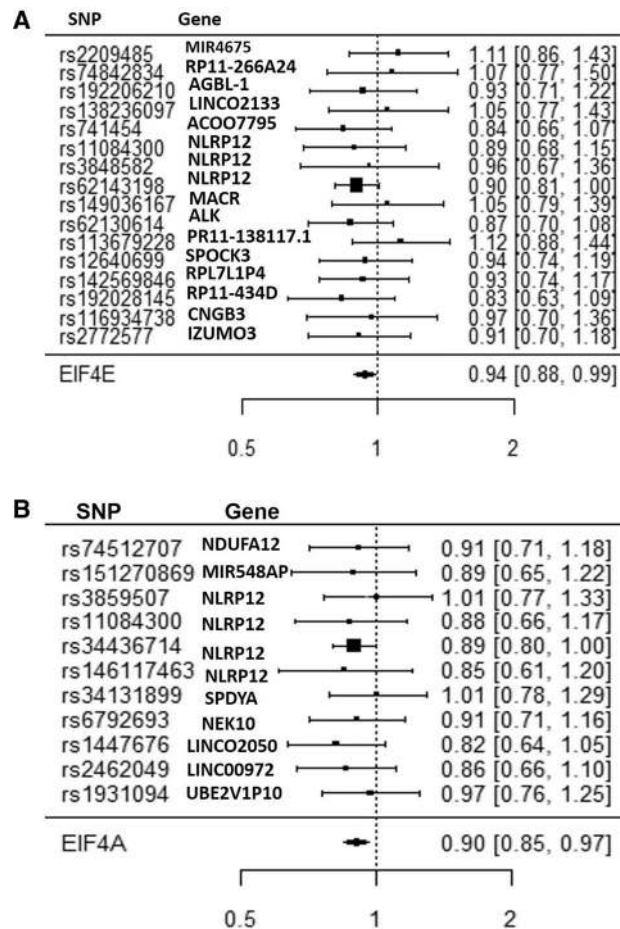 A
SNP Gene
rs2209485 MIR4675 1.11 [0.86, 1.43]
rs74842834 RP11-266A24 1.07 [0.77, 1.50]
rs192206210 AGBL-1 0.93 [0.71, 1.22]
rs138236097 LINCO2133 1.05 [0.77, 1.43]
rs741454 ACOO7795 0.84 [0.66, 1.07]
rs11084300 NLRP12 0.89 [0.68, 1.15]
rs3848582 NLRP12 0.96 [0.67, 1.36]
rs62143198 NLRP12 0.90 [0.81, 1.00]
rs149036167 MACR 1.05 [0.79, 1.39]
rs62130614 ALK 0.87 [0.70, 1.08]
rs113679228 PR11-138117.1 1.12 [0.88, 1.44]
rs12640699 SPOCK3 0.94 [0.74, 1.19]
rs142569846 RPL7L1P4 0.93 [0.74, 1.17]
rs192028145 RP11-434D 0.83 [0.63, 1.09]
rs116934738 CNGB3 0.97 [0.70, 1.36]
rs2772577 IZUMO3 0.91 [0.70, 1.18]
EIF4E 0.94 [0.88, 0.99]
0.5 1 2
B
SNP Gene
rs74512707 NDUFA12 0.91 [0.71, 1.18]
rs151270869 MIR548AP 0.89 [0.65, 1.22]
rs3859507 NLRP12 1.01 [0.77, 1.33]
rs11084300 NLRP12 0.88 [0.66, 1.17]
rs34436714 NLRP12 0.89 [0.80, 1.00]
rs146117463 NLRP12 0.85 [0.61, 1.20]
rs34131899 SPDYA 1.01 [0.78, 1.29]
rs6792693 NEK10 0.91 [0.71, 1.16]
rs1447676 LINCO2050 0.82 [0.64, 1.05]
rs2462049 LINC00972 0.86 [0.66, 1.10]
rs1931094 UBE2V1P10 0.97 [0.76, 1.25]
EIF4A 0.90 [0.85, 0.97]
0.5 1 2